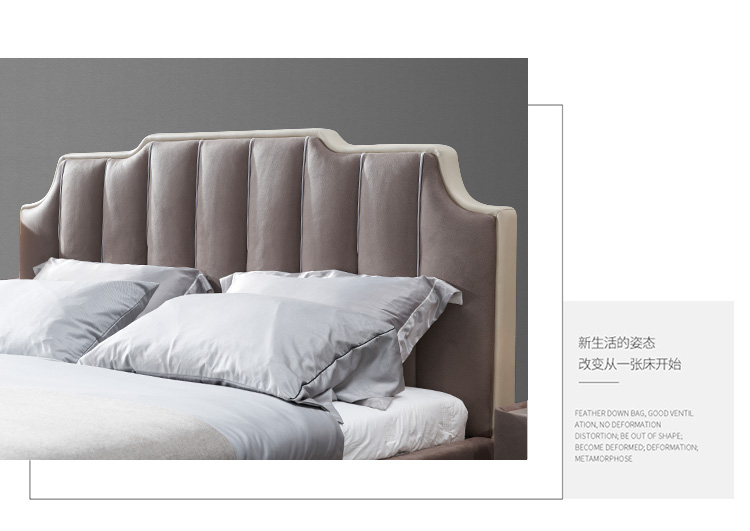 新生活的姿态
改变从一张床开始
FEATHER DOWN BAG, GOOD VENTIL
ATION, NO DEFORMATION
DISTORTION; BE OUT OF SHAPE;
BECOME DEFORMED; DEFORMATION;
METAMORPHOSE